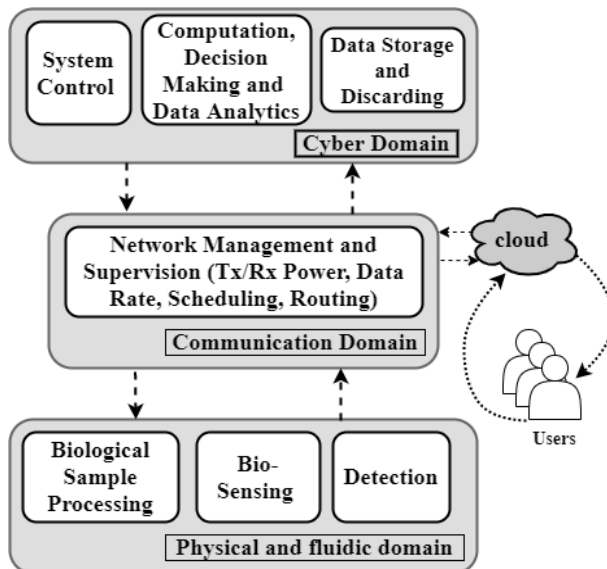 System
Control
Computation,
Decision
Making and
Data Analytics
Data Storage
and
Discarding
Cyber Domain
Network Management and
Supervision (Tx/Rx Power, Data
Rate, Scheduling, Routing)
Communication Domain
cloud
Users
Biological
Sample
Processing
Bio-
Sensing
Detection
Physical and fluidic domain